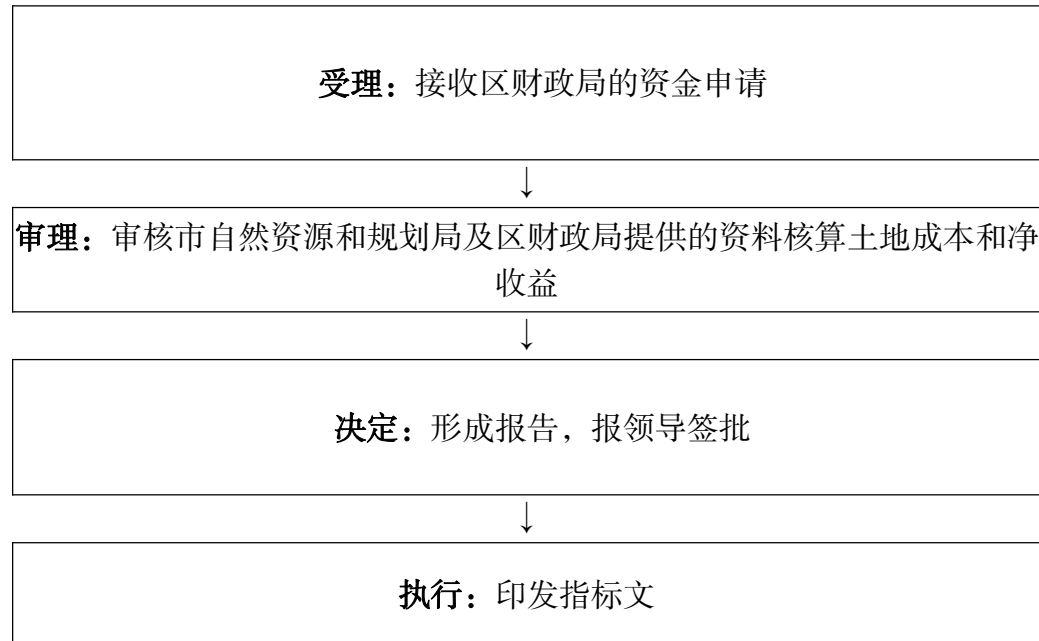 受理：接收区财政局的资金申请
↓
审理：审核市自然资源和规划局及区财政局提供的资料核算土地成本和净
收益
↓
决定：形成报告，报领导签批
↓
执行：印发指标文